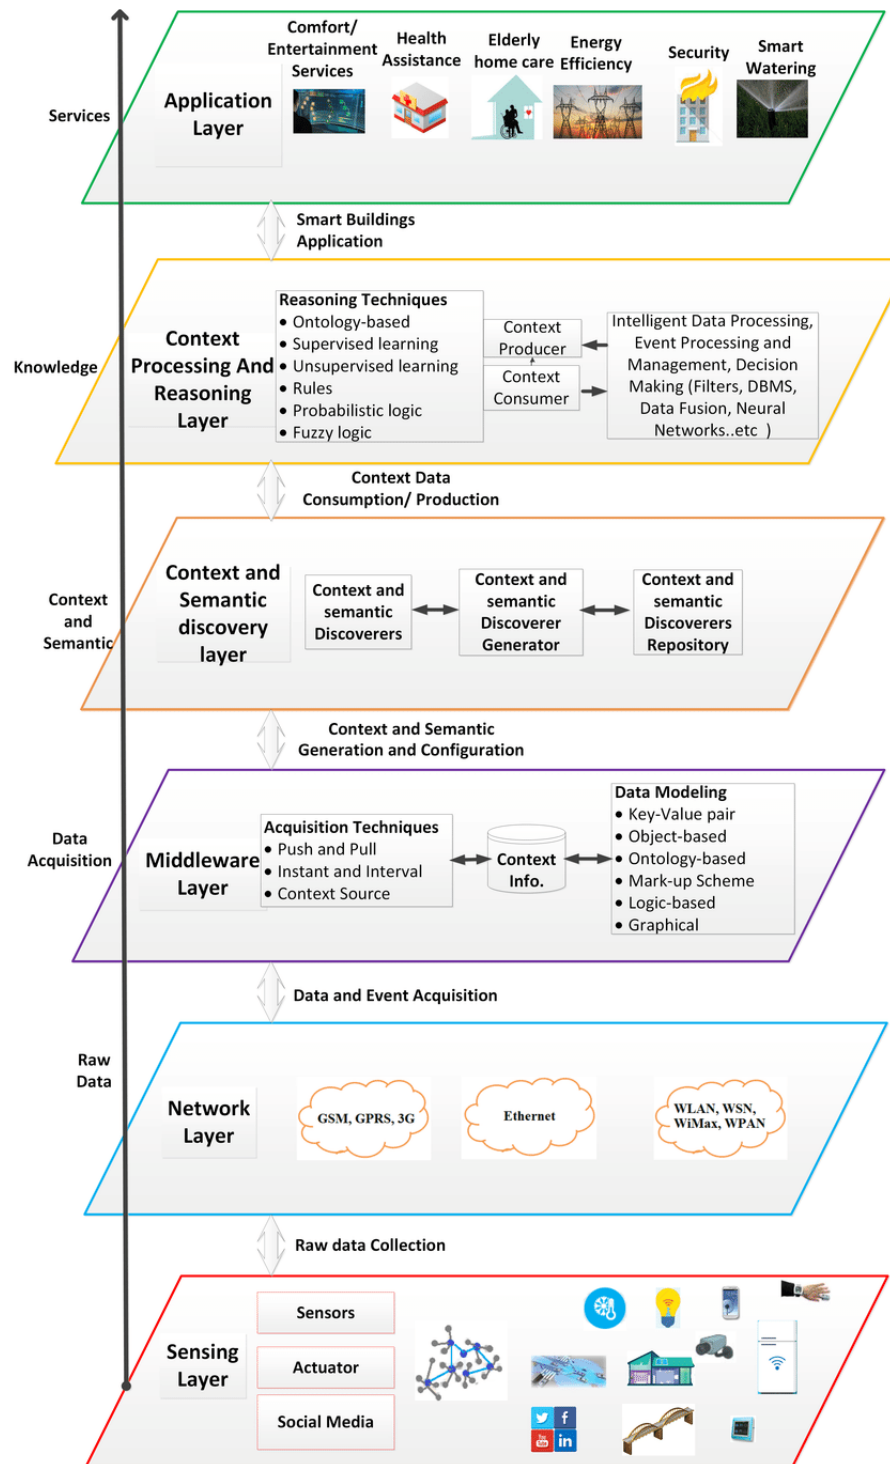 Comfort/
Entertainment
Services
Health
Assistance
Elderly
home care
Energy
Efficiency
Security
Smart
Watering
Services
Application
Layer
Smart Buildings
Application
Knowledge
Context
Processing And
Reasoning
Layer
Reasoning Techniques
• Ontology-based
• Supervised learning
• Unsupervised learning
• Rules
• Probabilistic logic
• Fuzzy logic
Context
Producer
Context
Consumer
Intelligent Data Processing,
Event Processing and
Management, Decision
Making (Filters, DBMS,
Data Fusion, Neural
Networks..etc )
Context Data
Consumption/ Production
Context
and
Semantic
Context and
Semantic
discovery
layer
Context and
semantic
Discoverers
Context and
semantic
Discoverer
Generator
Context and
semantic
Discoverers
Repository
Context and Semantic
Generation and Configuration
Data
Acquisition
Middleware
Layer
Acquisition Techniques
• Push and Pull
• Instant and Interval
• Context Source
Context
Info.
Data Modeling
• Key-Value pair
• Object-based
• Ontology-based
• Mark-up Scheme
• Logic-based
• Graphical
Data and Event Acquisition
Raw
Data
Network
Layer
GSM, GPRS, 3G
Ethernet
WLAN, WSN,
WiMax, WPAN
Raw data Collection
Sensing
Layer
Sensors
Actuator
Social Media
You
Tube
in